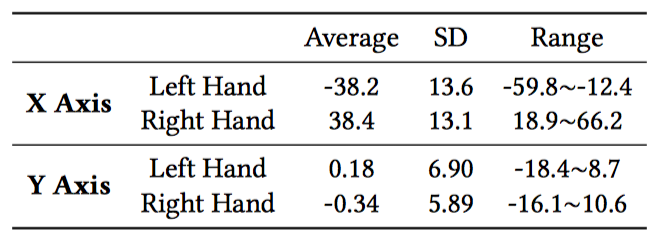 Average SD Range
X Axis
Left Hand -38.2 13.6 -59.8~-12.4
Right Hand 38.4 13.1 18.9~66.2
Y Axis
Left Hand 0.18 6.90 -18.4~8.7
Right Hand -0.34 5.89 -16.1~10.6